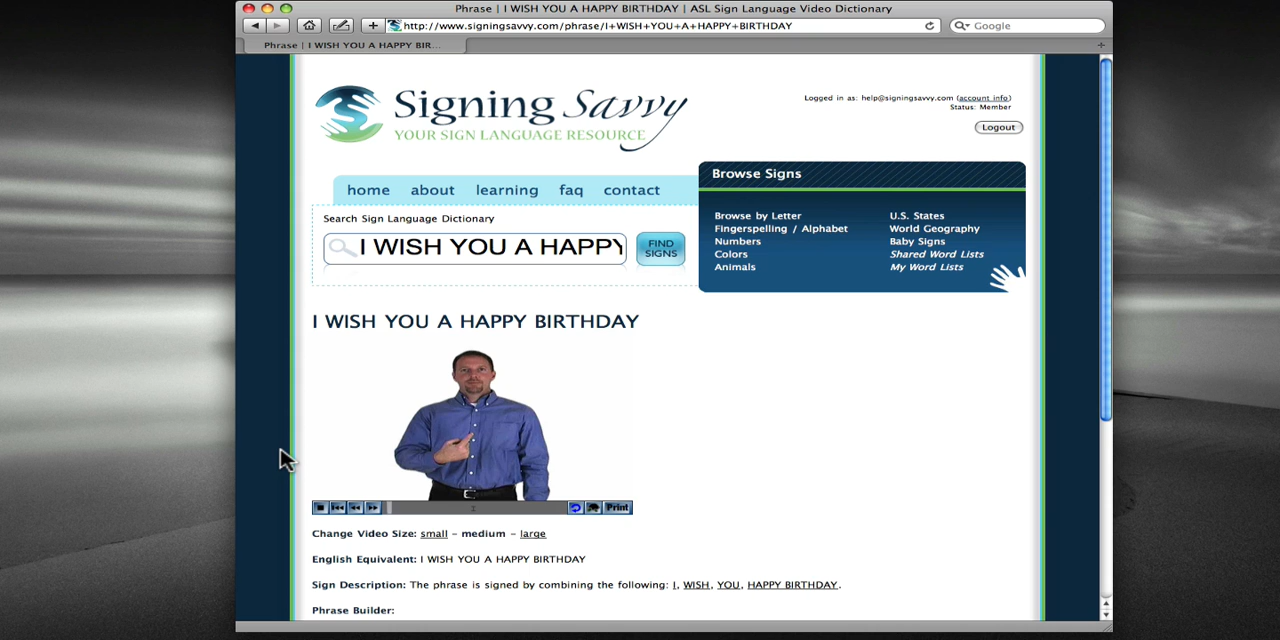 Phrase | I WISH YOU A HAPPY BIRTHDAY | ASL Sign Language Video Dictionary
http://www.signingsavvy.com/phrase/I+WISH+YOU+A+HAPPY+BIRTHDAY
Google
Phrase | I WISH YOU A HAPPY BIR...
Signing Savvy
YOUR SIGN LANGUAGE RESOURCE
Logged in as: help@signingsavvy.com (account info)
Status: Member
Logout
home about learning faq contact
Search Sign Language Dictionary
I WISH YOU A HAPPY
FIND SIGNS
Browse Signs
Browse by Letter
Fingerspelling / Alphabet
Numbers
Colors
Animals
U.S. States
World Geography
Baby Signs
Shared Word Lists
My Word Lists
I WISH YOU A HAPPY BIRTHDAY
Print
Change Video Size: small - medium - large
English Equivalent: I WISH YOU A HAPPY BIRTHDAY
Sign Description: The phrase is signed by combining the following: I, WISH, YOU, HAPPY BIRTHDAY.
Phrase Builder: